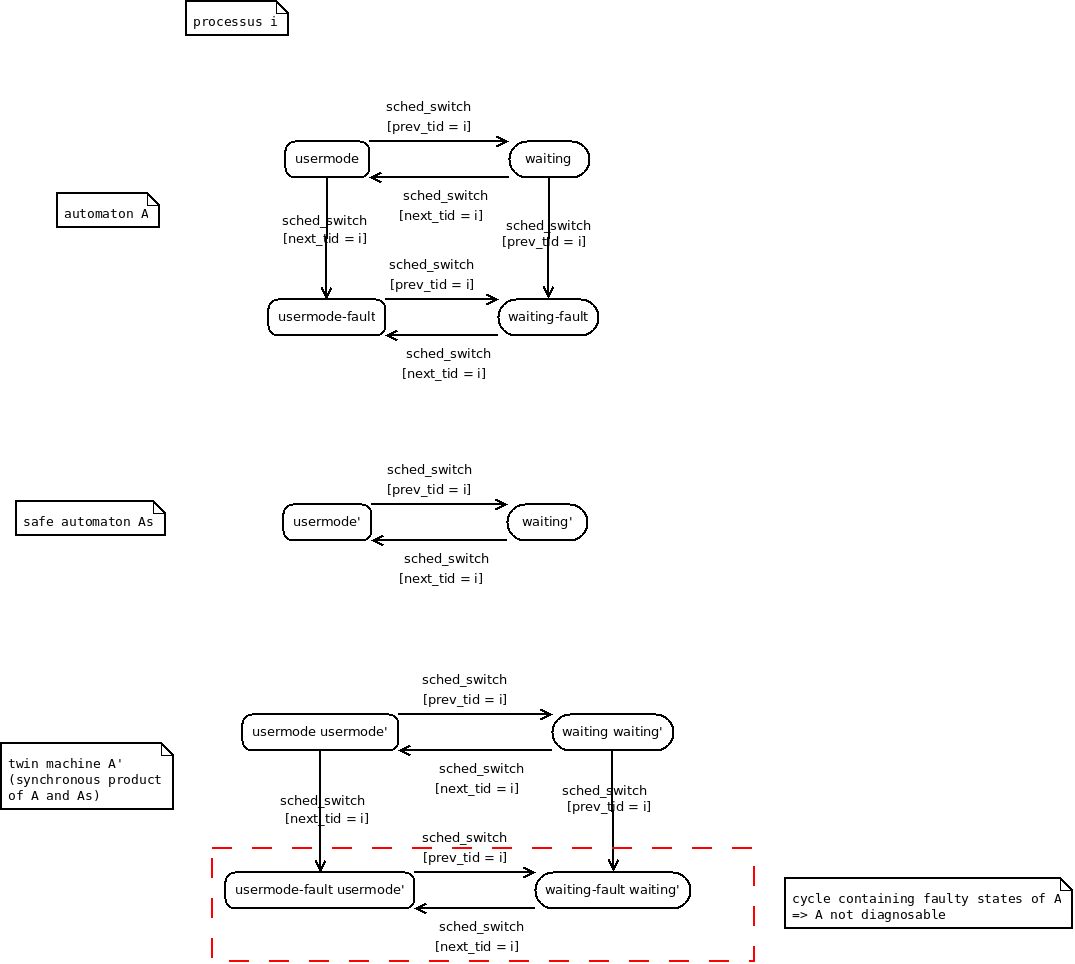 processus i
sched_switch
[prev_tid = i]
usermode
waiting
sched_switch
[next_tid = i]
automaton A
sched_switch
[next_tid = i]
sched_switch
[prev_tid = i]
sched_switch
[prev_tid = i]
usermode-fault
waiting-fault
sched_switch
[next_tid = i]
sched_switch
[prev_tid = i]
safe automaton As
usermode'
waiting'
sched_switch
[next_tid = i]
sched_switch
[prev_tid = i]
usermode usermode'
waiting waiting'
twin machine A'
(synchronous product
of A and As)
sched_switch
[next_tid = i]
sched_switch
[next_tid = i]
sched_switch
[prev_tid = i]
sched_switch
[prev_tid = i]
usermode-fault usermode'
waiting-fault waiting'
cycle containing faulty states of A
=> A not diagnosable
sched_switch
[next_tid = i]